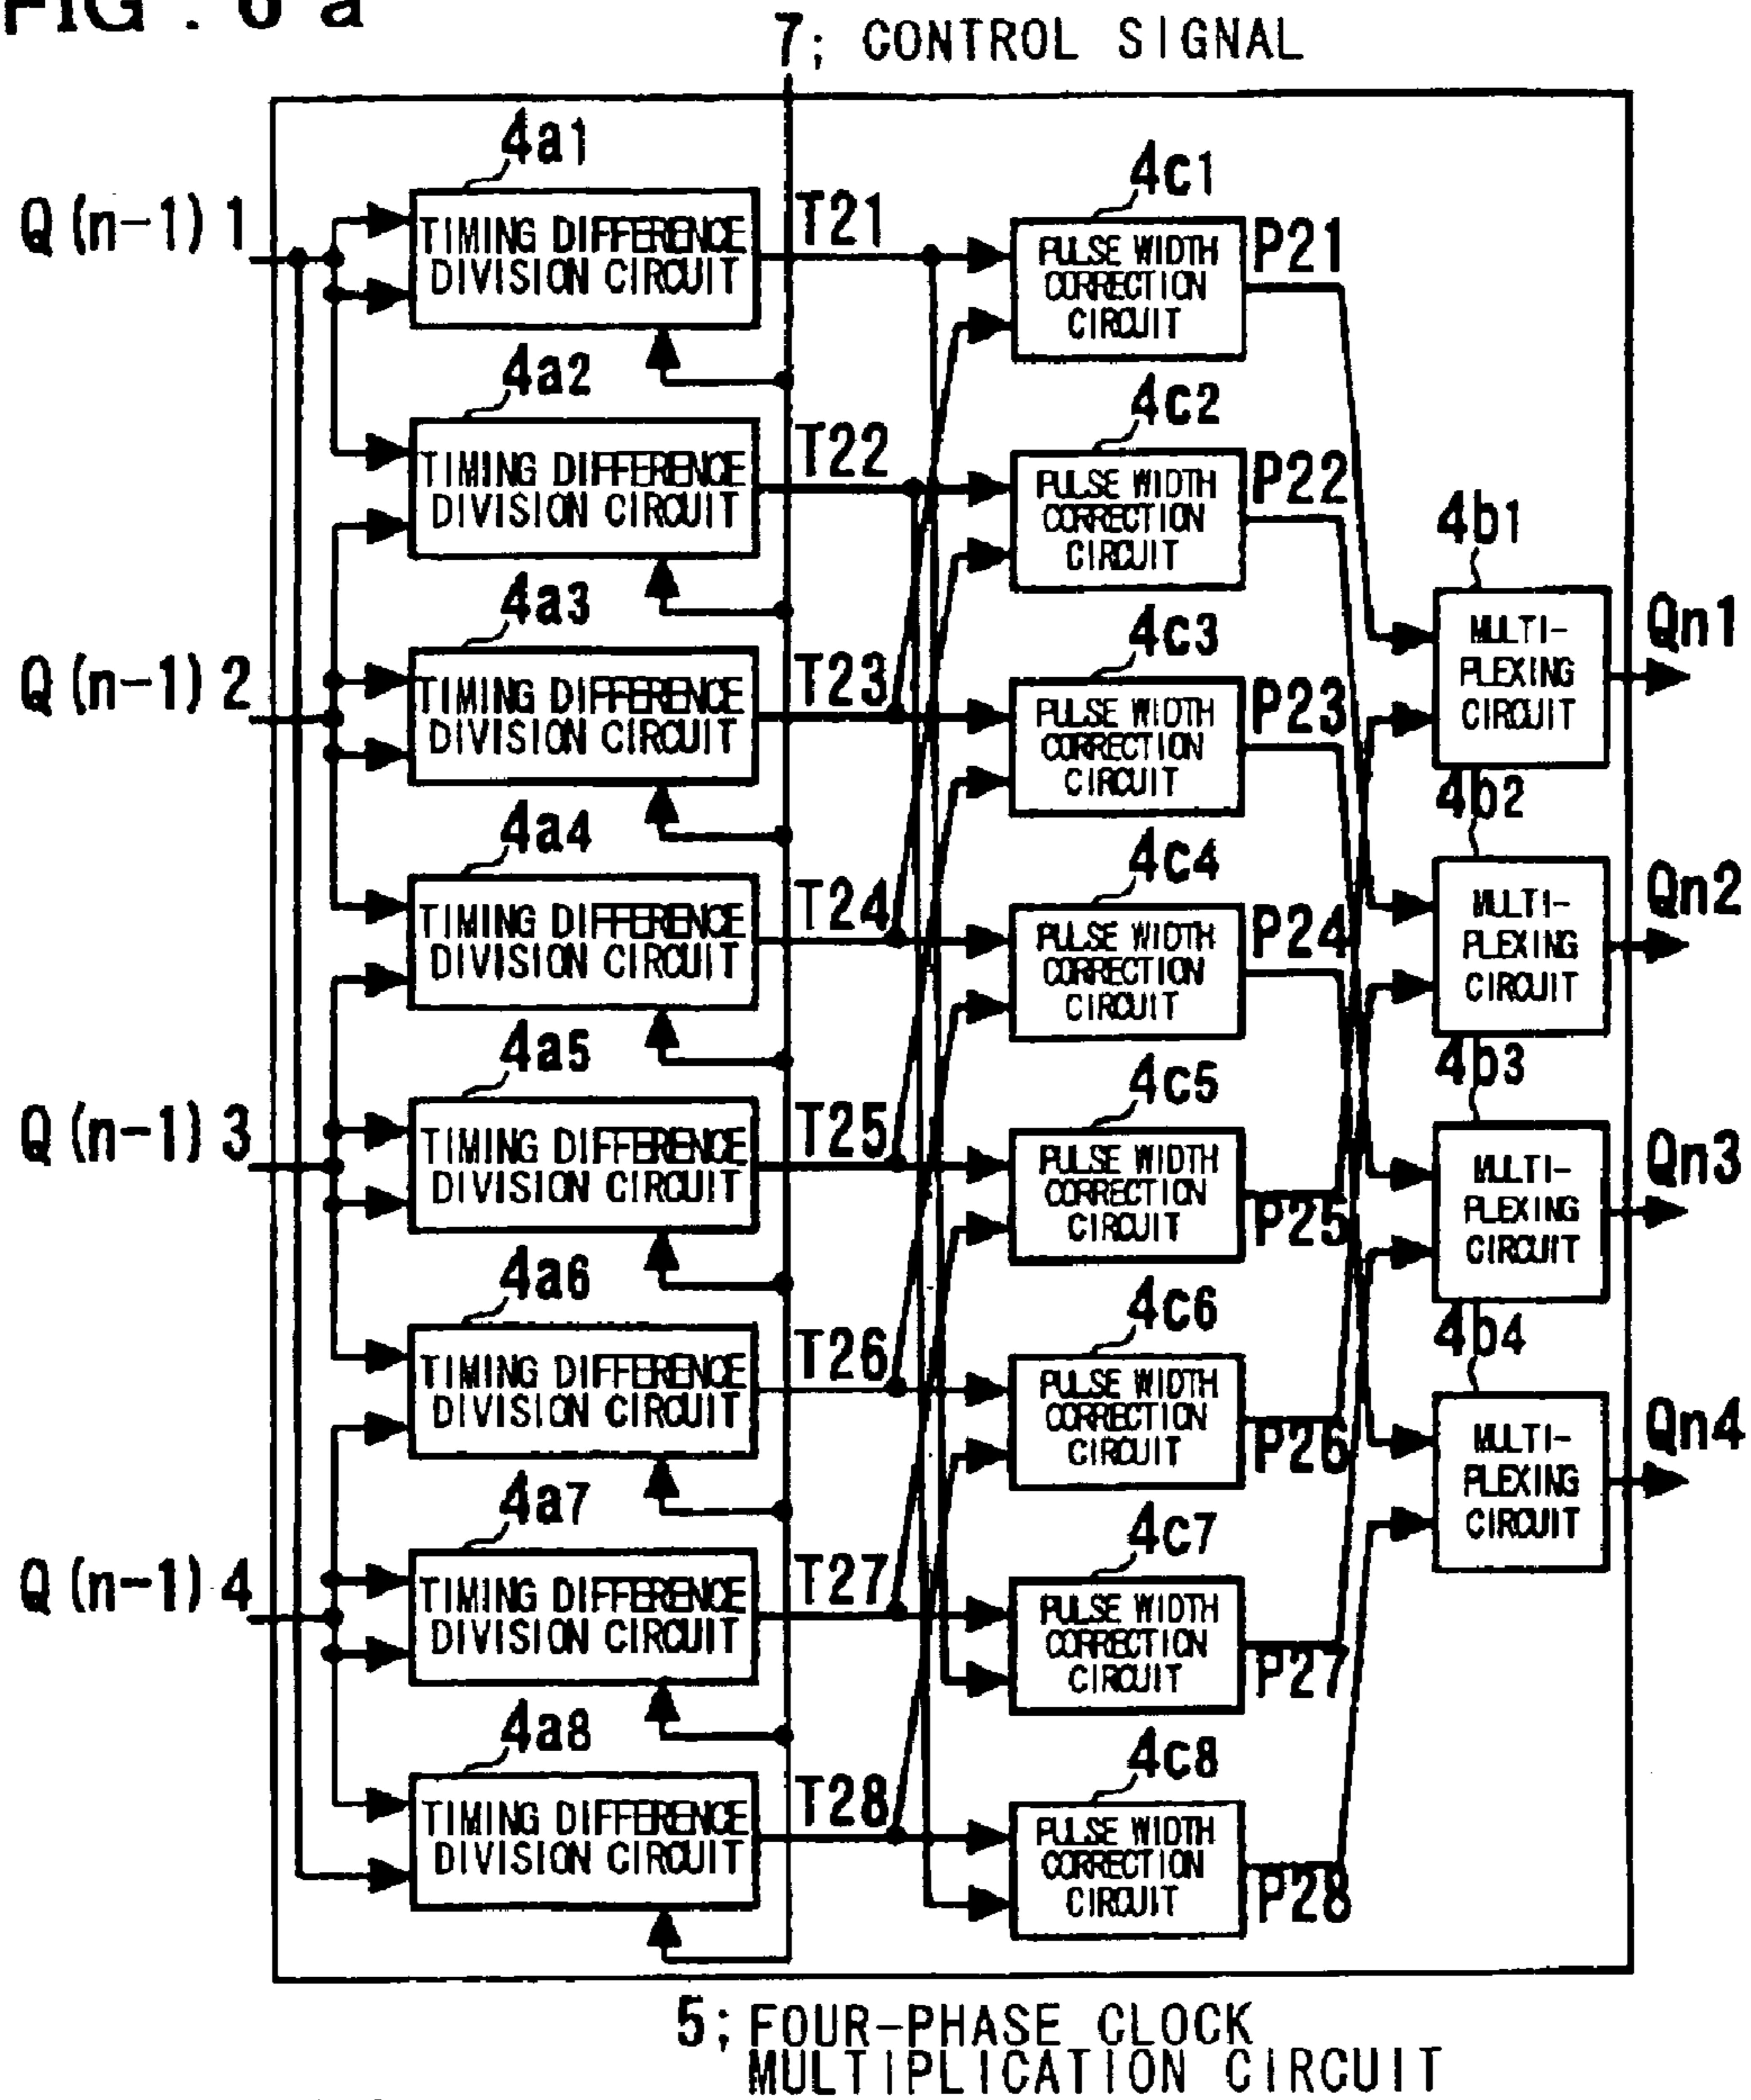 FIG. 6 a
7; CONTROL SIGNAL
Q(n-1)1
Q(n-1)2
Q(n-1)3
Q(n-1)4
4a1
TIMING DIFFERENCE
DIVISION CIRCUIT
T21
4a2
TIMING DIFFERENCE
DIVISION CIRCUIT
T22
4a3
TIMING DIFFERENCE
DIVISION CIRCUIT
T23
4a4
TIMING DIFFERENCE
DIVISION CIRCUIT
T24
4a5
TIMING DIFFERENCE
DIVISION CIRCUIT
T25
4a6
TIMING DIFFERENCE
DIVISION CIRCUIT
T26
4a7
TIMING DIFFERENCE
DIVISION CIRCUIT
T27
4a8
TIMING DIFFERENCE
DIVISION CIRCUIT
T28
4c1
PULSE WIDTH
CORRECTION
CIRCUIT
P21
4c2
PULSE WIDTH
CORRECTION
CIRCUIT
P22
4c3
PULSE WIDTH
CORRECTION
CIRCUIT
P23
4c4
PULSE WIDTH
CORRECTION
CIRCUIT
P24
4c5
PULSE WIDTH
CORRECTION
CIRCUIT
P25
4c6
PULSE WIDTH
CORRECTION
CIRCUIT
P26
4c7
PULSE WIDTH
CORRECTION
CIRCUIT
P27
4c8
PULSE WIDTH
CORRECTION
CIRCUIT
P28
4b1
MULTI-
PLEXING
CIRCUIT
Qn1
4b2
MULTI-
PLEXING
CIRCUIT
Qn2
4b3
MULTI-
PLEXING
CIRCUIT
Qn3
4b4
MULTI-
PLEXING
CIRCUIT
Qn4
5; FOUR-PHASE CLOCK
MULTIPLICATION CIRCUIT